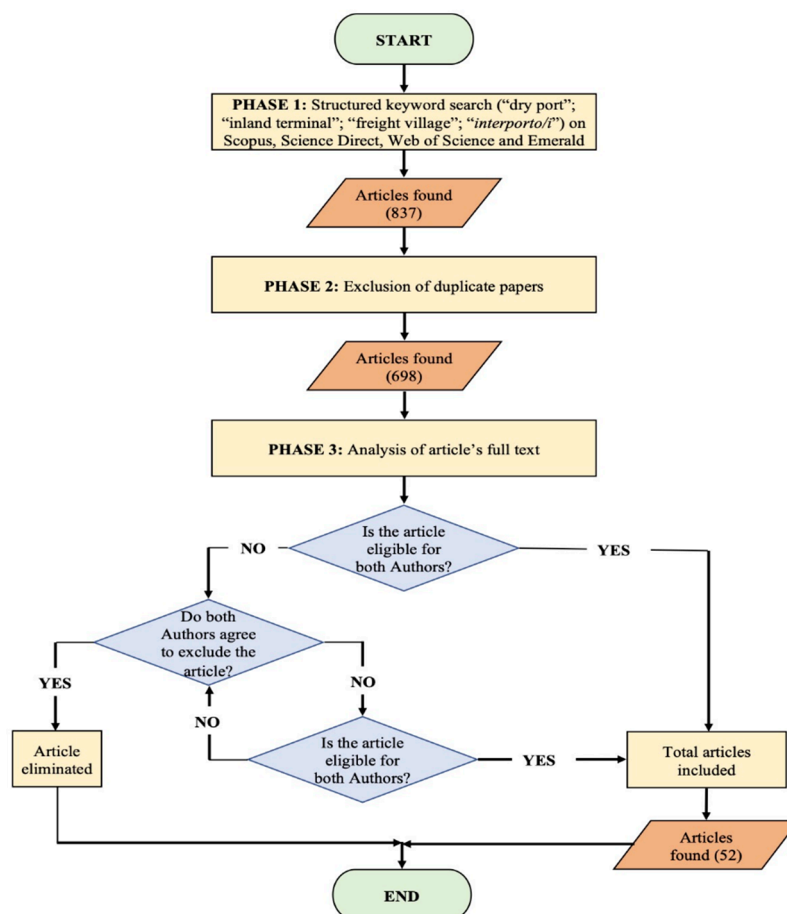 START
PHASE 1: Structured keyword search (“dry port”;
“inland terminal”; “freight village”; “interporto/i”) on
Scopus, Science Direct, Web of Science and Emerald
Articles found
(837)
PHASE 2: Exclusion of duplicate papers
Articles found
(698)
PHASE 3: Analysis of article’s full text
Is the article
eligible for
both Authors?
NO
YES
Do both
Authors agree
to exclude the
article?
YES
NO
NO
Is the article
eligible for
both Authors?
YES
Article
eliminated
Total articles
included
Articles
found (52)
END